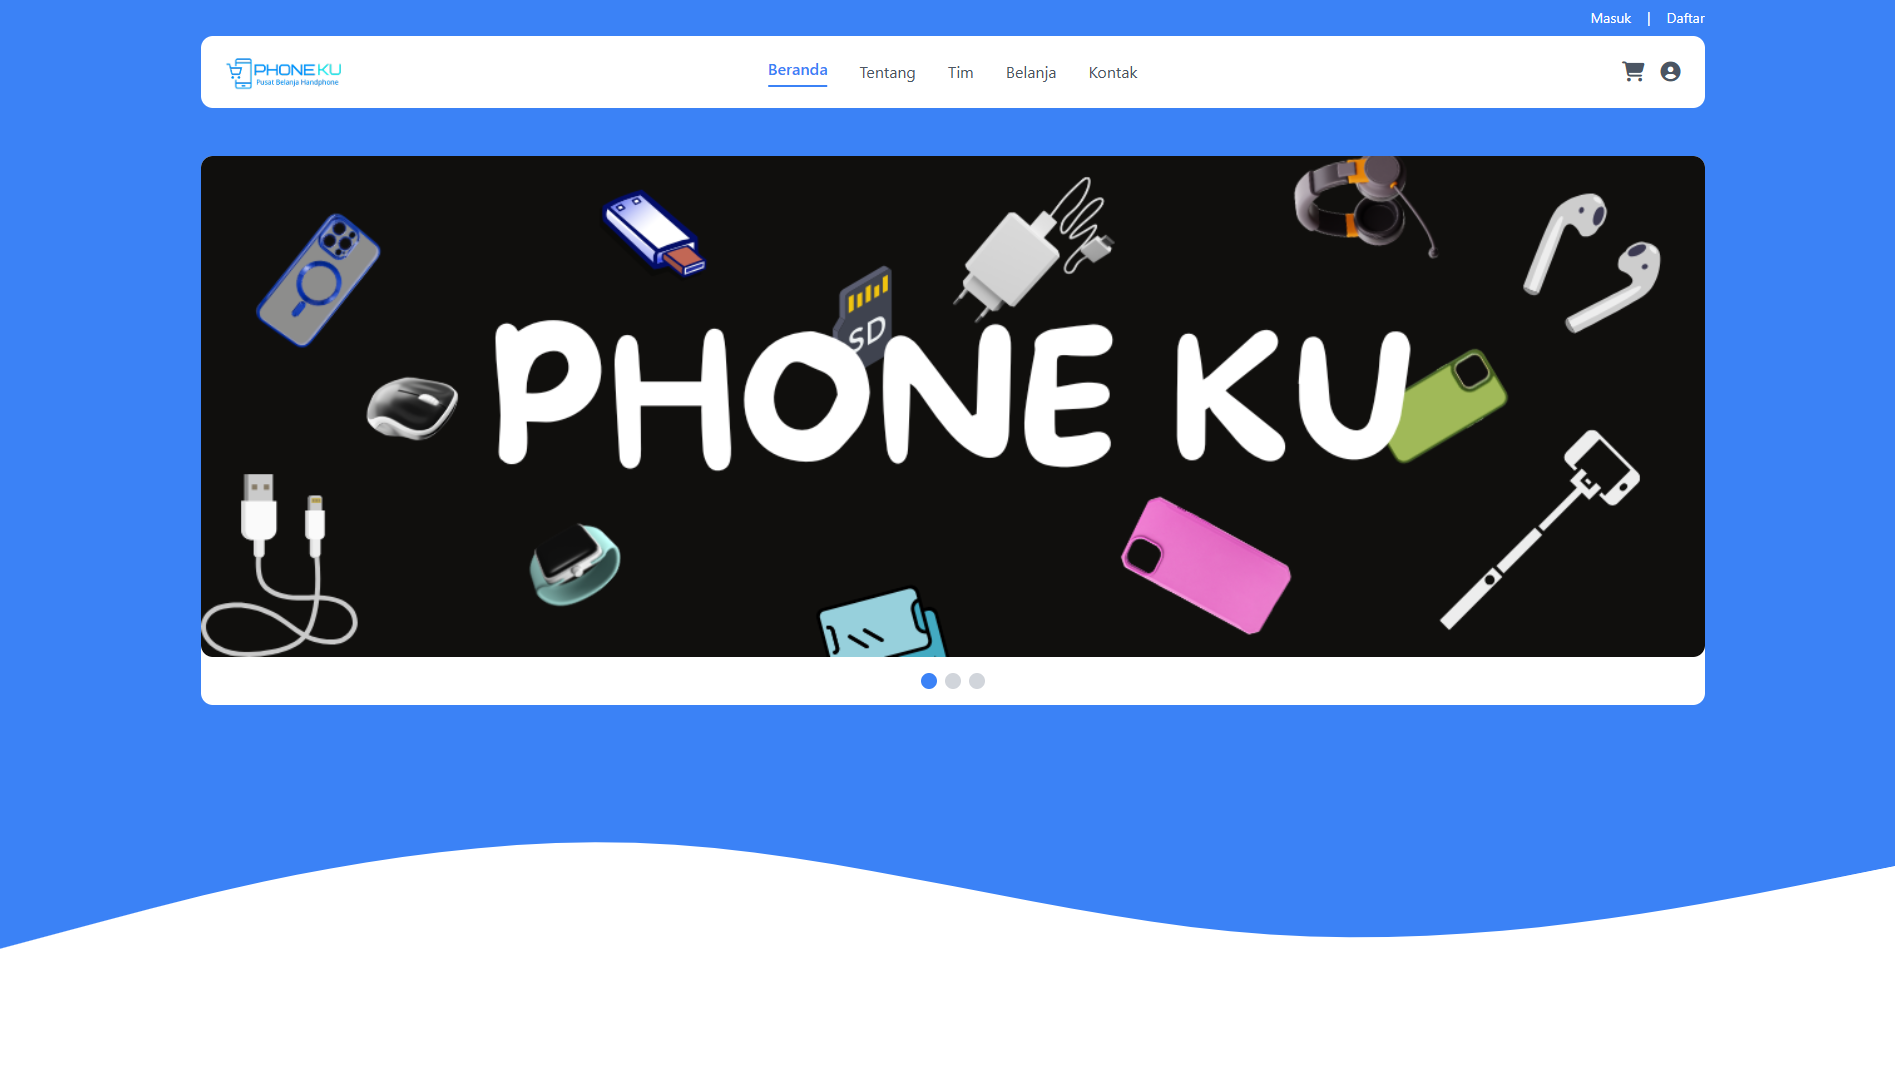 Masuk | Daftar
PHONE KU
Pusat Belanja Handphone
Beranda Tentang Tim Belanja Kontak
SD
PHONE KU